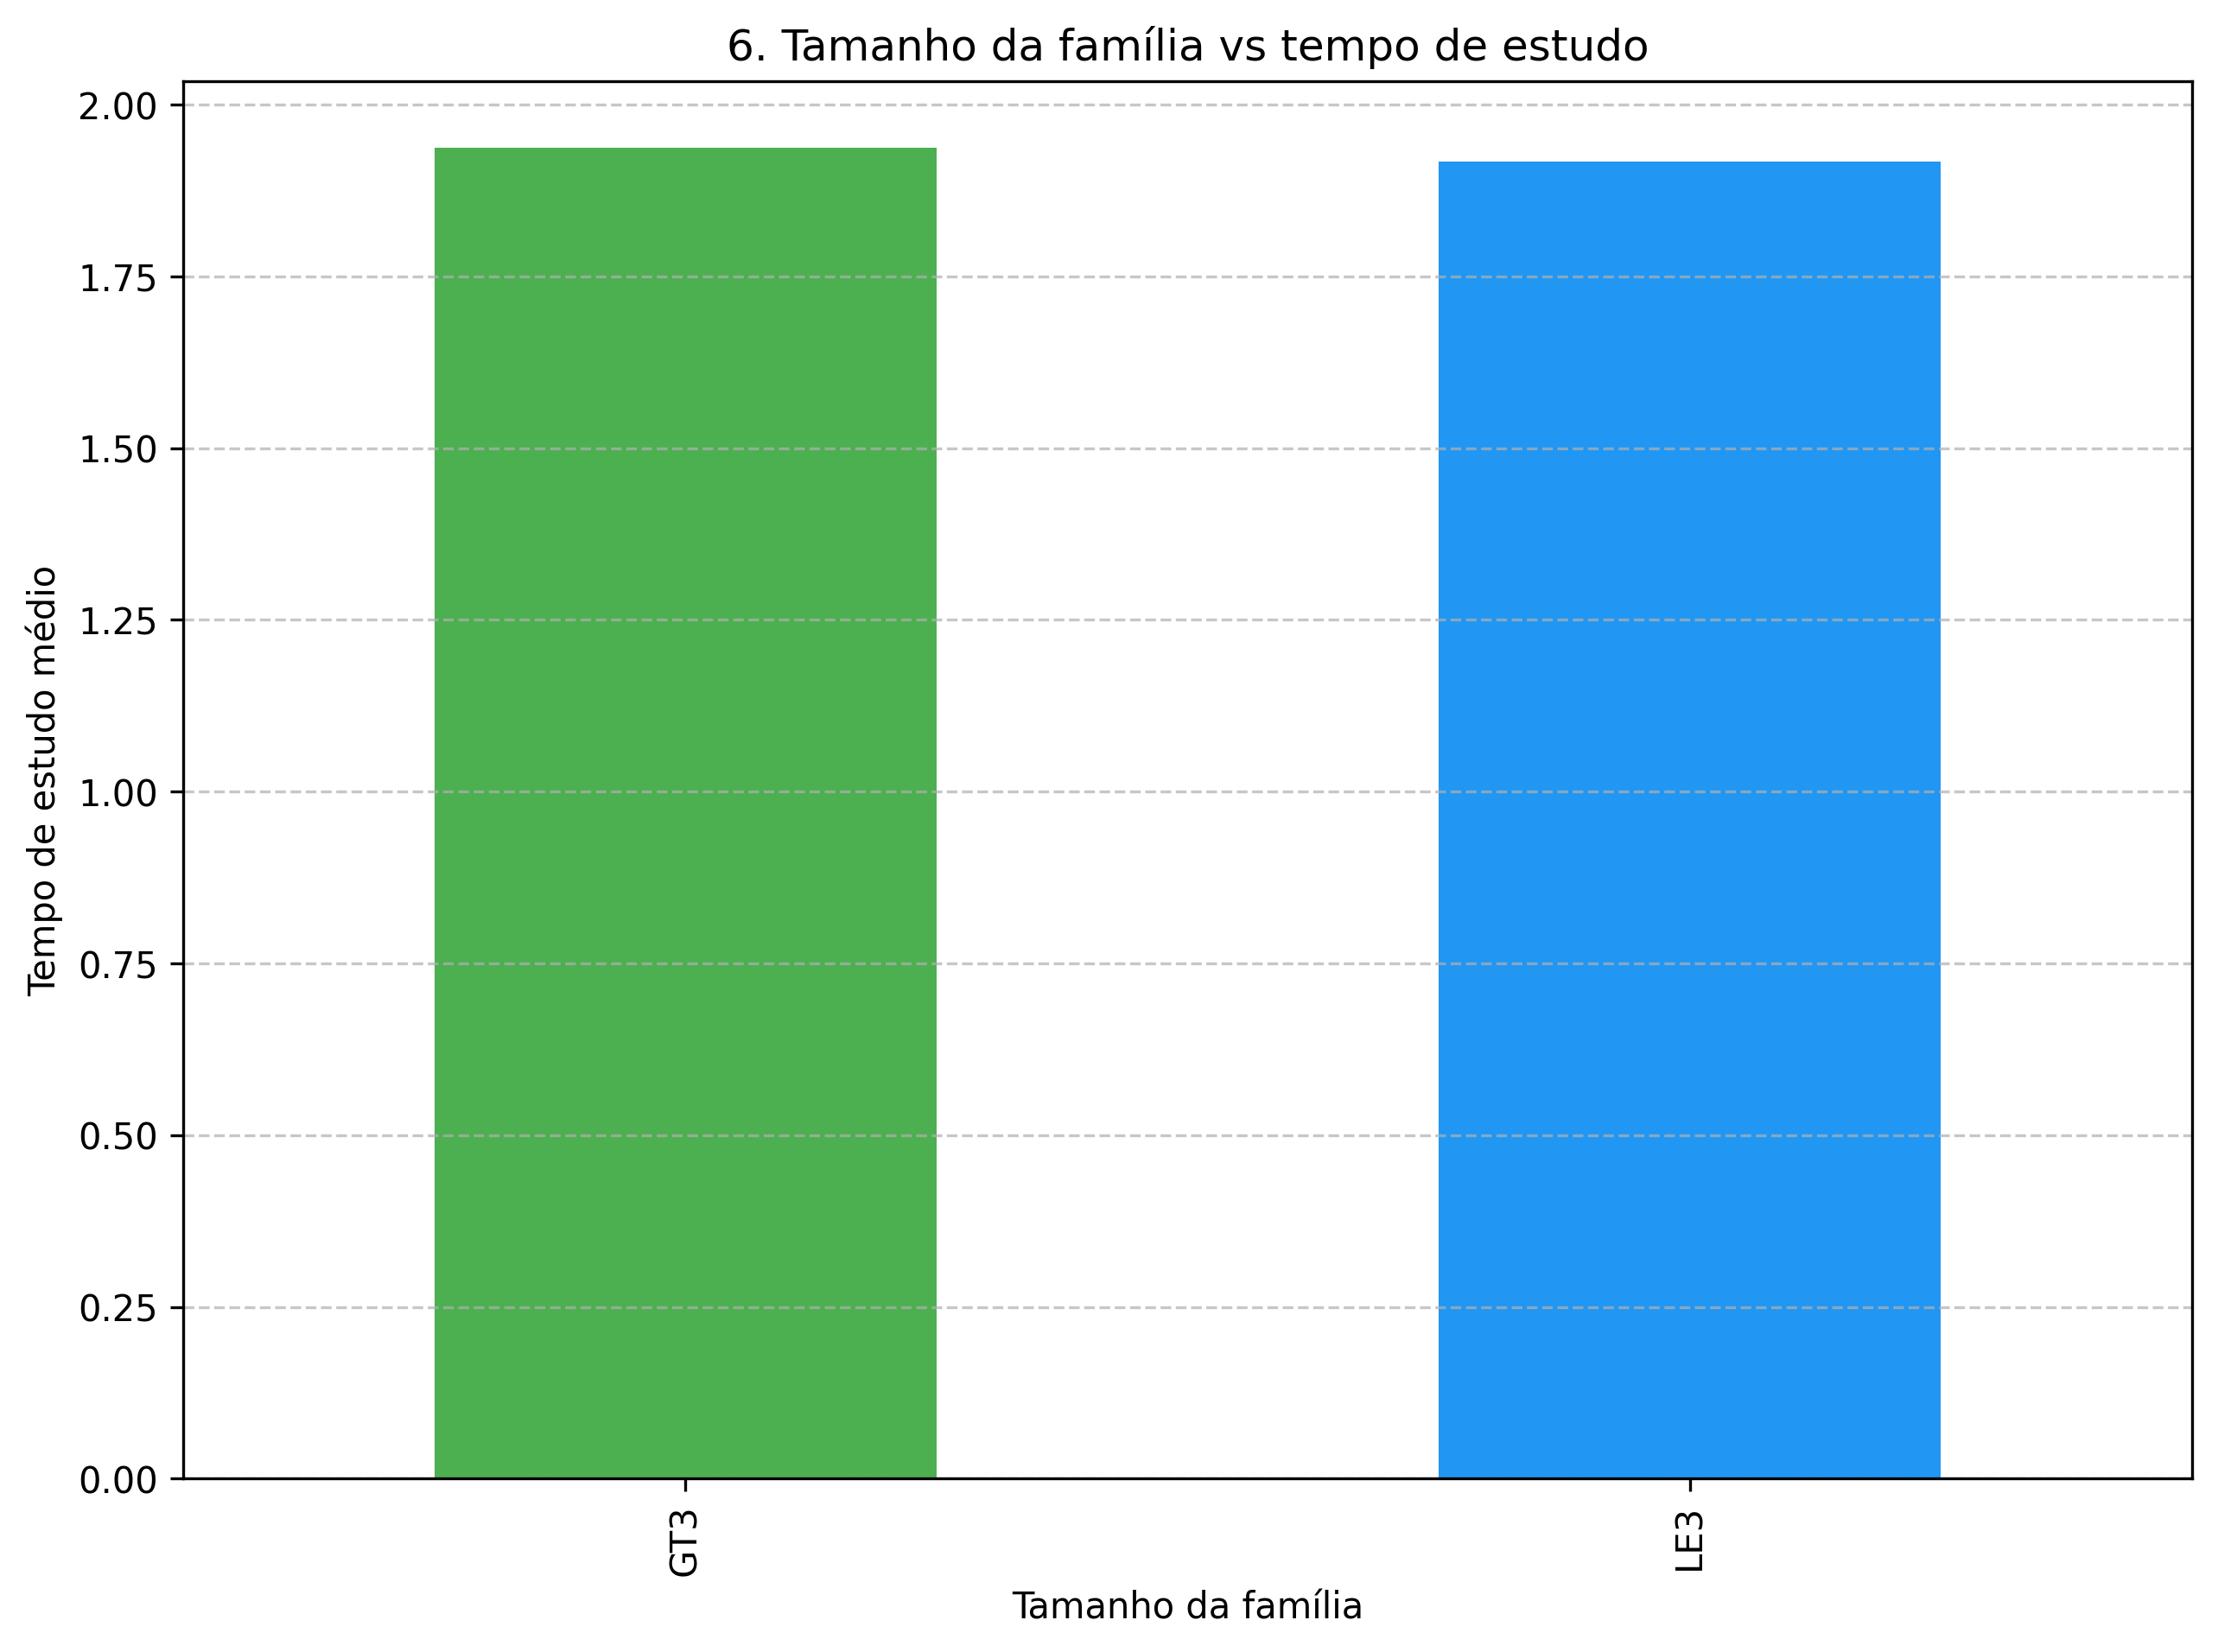 6. Tamanho da família vs tempo de estudo
Tempo de estudo médio
2.00
1.75
1.50
1.25
1.00
0.75
0.50
0.25
0.00
GT3
LE3
Tamanho da família